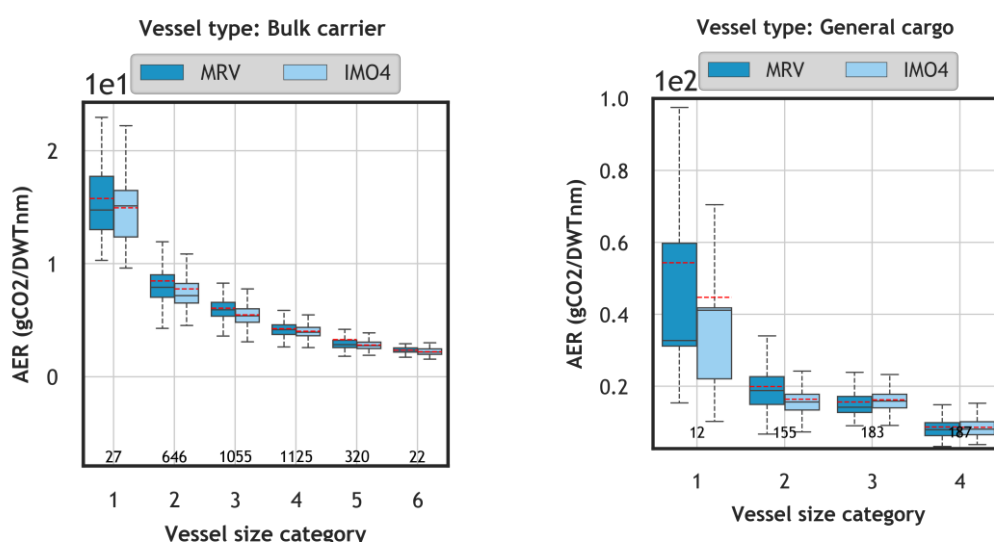 Vessel type: Bulk carrier
MRV IMO4
1e1
2
1
0
AER (gCO2/DWTnm)
27 646 1055 1125 320 22
1 2 3 4 5 6
Vessel size category
Vessel type: General cargo
MRV IMO4
1e2
1.0
0.8
0.6
0.4
0.2
AER (gCO2/DWTnm)
12 155 183 187
1 2 3 4
Vessel size category